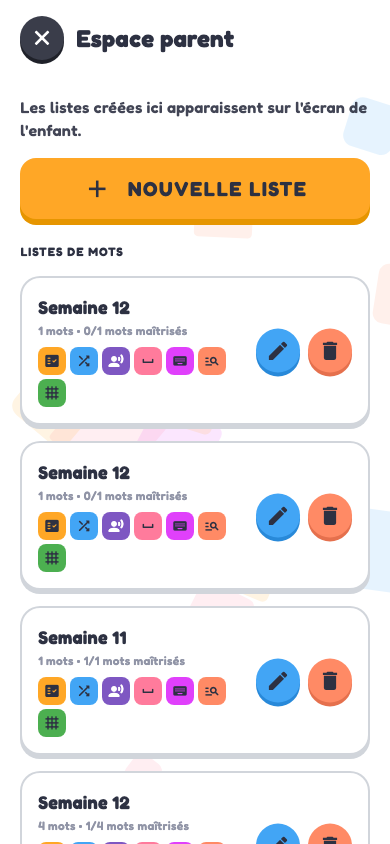 Espace parent
Les listes créées ici apparaissent sur l'écran de
l'enfant.
NOUVELLE LISTE
LISTES DE MOTS
Semaine 12
1 mots • 0/1 mots maîtrisés
Semaine 12
1 mots • 0/1 mots maîtrisés
Semaine 11
1 mots • 1/1 mots maîtrisés
Semaine 12
4 mots • 1/4 mots maîtrisés